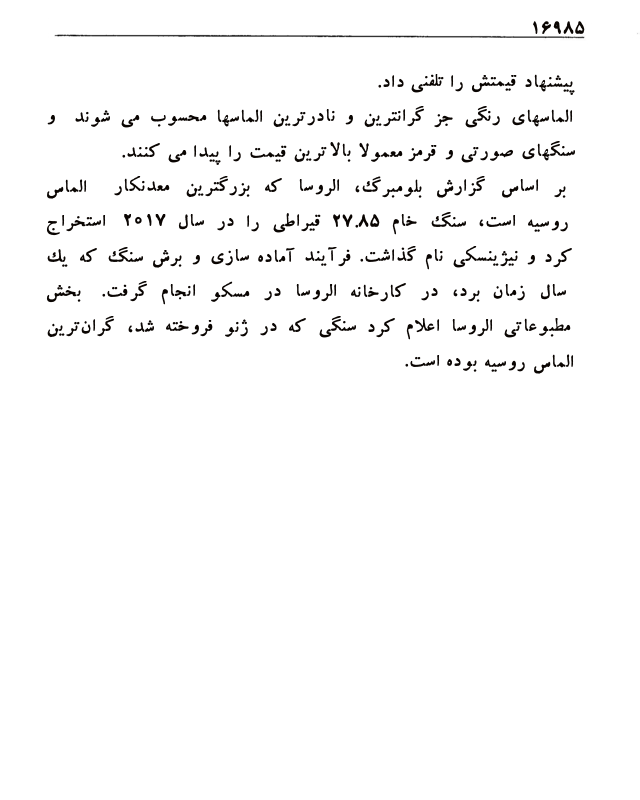 ۱۶۹۸۵
پیشنهاد قیمتش را تلفنی داد.
الماسهای رنگی جز گرانترین و نادرترین الماسها محسوب می شوند و
سنگهای صورتی و قرمز معمولا بالاترین قیمت را پیدا می کنند.
بر اساس گزارش بلومبرگ، الروسا که بزرگترین معدنکار الماس
روسیه است، سنگ خام ۲۷.۸۵ قیراطی را در سال ۲۰۱۷ استخراج
کرد و نیژینسکی نام گذاشت. فرآیند آماده سازی و برش سنگ که یك
سال زمان برد، در کارخانه الروسا در مسکو انجام گرفت. بخش
مطبوعاتی الروسا اعلام کرد سنگی که در ژنو فروخته شد، گران‌ترین
الماس روسیه بوده است.